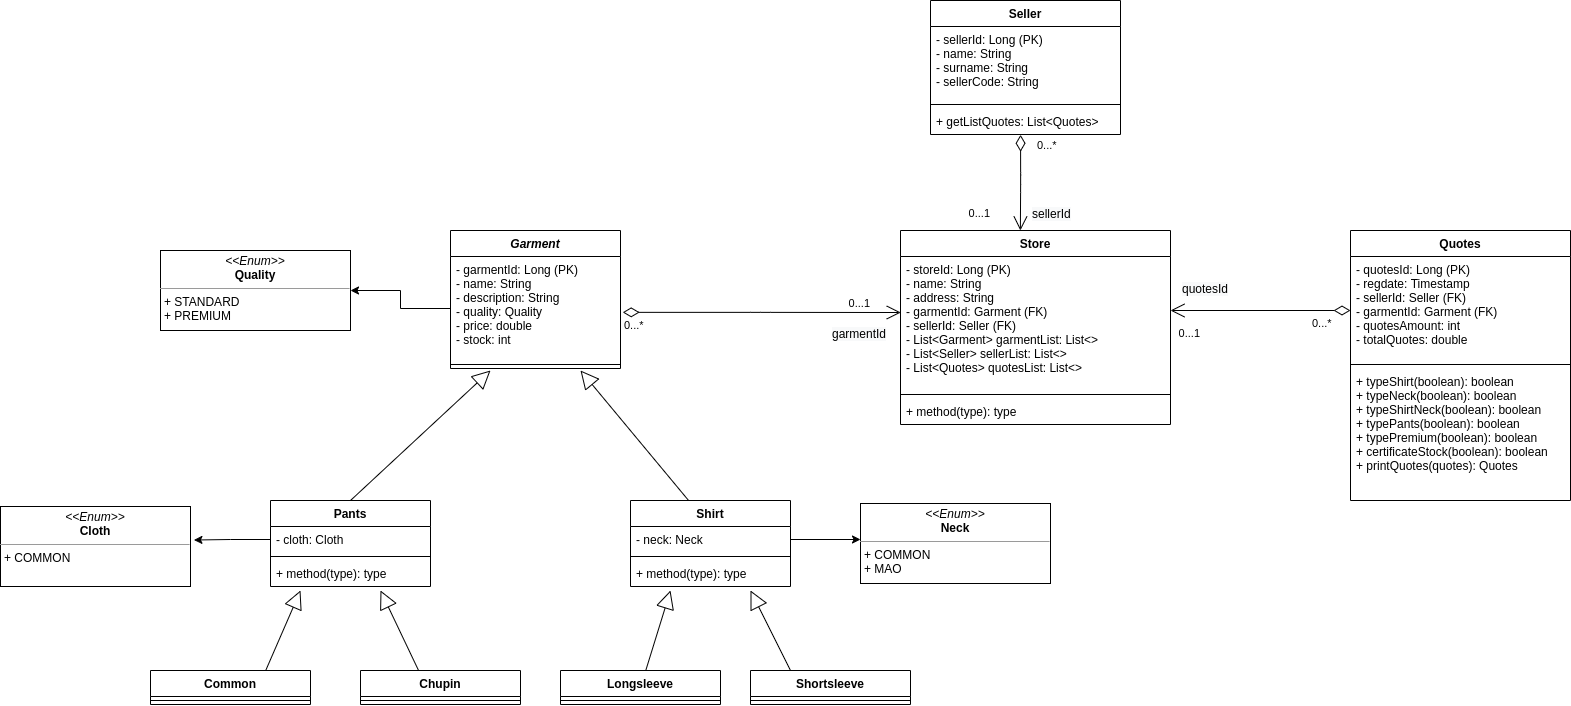 Seller
- sellerId: Long (PK)
- name: String
- surname: String
- sellerCode: String
+ getListQuotes: List<Quotes>
0...*
0...1
sellerId
<<Enum>>
Quality
+ STANDARD
+ PREMIUM
Garment
- garmentId: Long (PK)
- name: String
- description: String
- quality: Quality
- price: double
- stock: int
0...*
0...1
garmentId
Store
- storeId: Long (PK)
- name: String
- address: String
- garmentId: Garment (FK)
- sellerId: Seller (FK)
- List<Garment> garmentList: List<>
- List<Seller> sellerList: List<>
- List<Quotes> quotesList: List<>
+ method(type): type
quotesId
0...1
0...*
Quotes
- quotesId: Long (PK)
- regdate: Timestamp
- sellerId: Seller (FK)
- garmentId: Garment (FK)
- quotesAmount: int
- totalQuotes: double
+ typeShirt(boolean): boolean
+ typeNeck(boolean): boolean
+ typeShirtNeck(boolean): boolean
+ typePants(boolean): boolean
+ typePremium(boolean): boolean
+ certificateStock(boolean): boolean
+ printQuotes(quotes): Quotes
<<Enum>>
Cloth
+ COMMON
Pants
- cloth: Cloth
+ method(type): type
Shirt
- neck: Neck
+ method(type): type
<<Enum>>
Neck
+ COMMON
+ MAO
Common
Chupin
Longsleeve
Shortsleeve